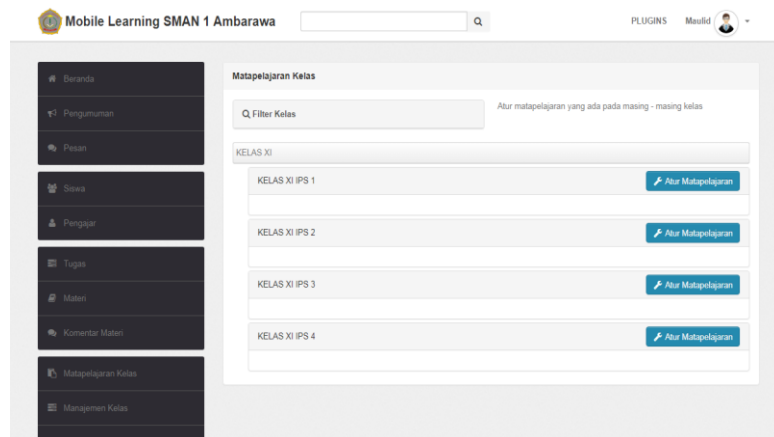 Mobile Learning SMAN 1 Ambarawa
PLUGINS
Maulid
Beranda
Pengumuman
Pesan
Siswa
Pengajar
Tugas
Materi
Komentar Materi
Matapelajaran Kelas
Manajemen Kelas
Matapelajaran Kelas
Filter Kelas
Atur matapelajaran yang ada pada masing - masing kelas
KELAS XI
KELAS XI IPS 1
Atur Matapelajaran
KELAS XI IPS 2
Atur Matapelajaran
KELAS XI IPS 3
Atur Matapelajaran
KELAS XI IPS 4
Atur Matapelajaran